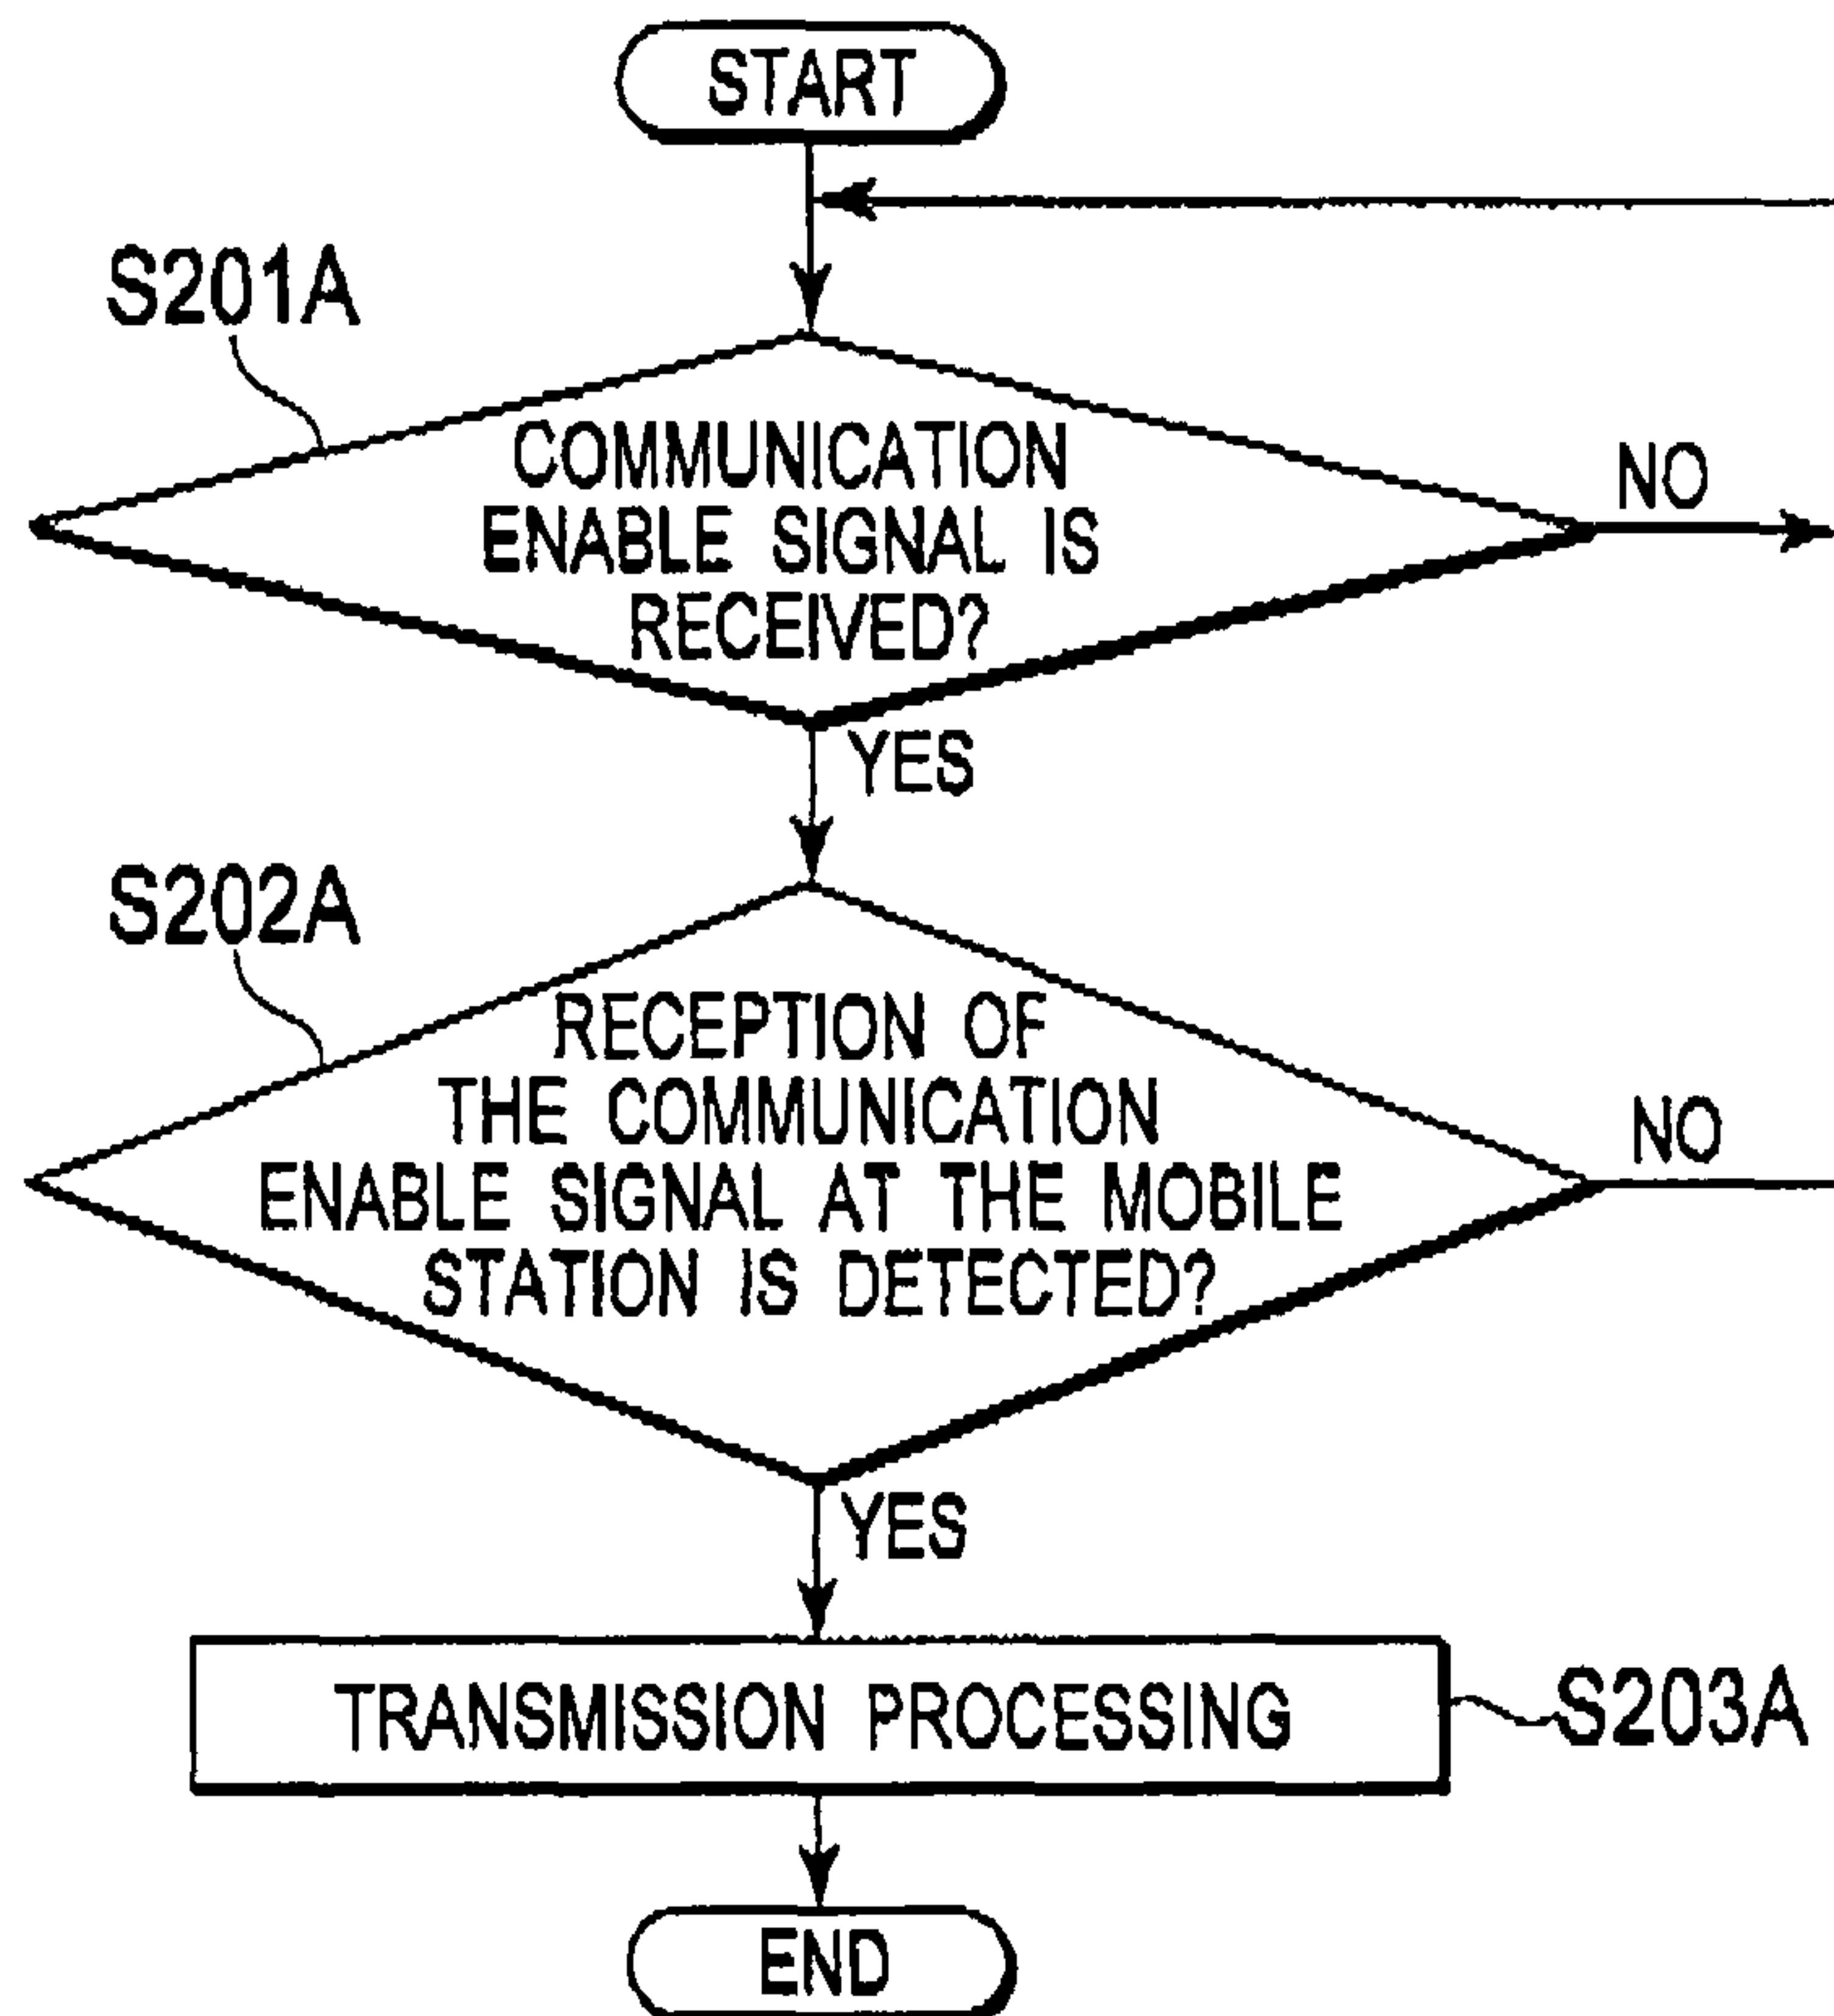 START
S201A
COMMUNICATION
ENABLE SIGNAL IS
RECEIVED?
NO
YES
S202A
RECEPTION OF
THE COMMUNICATION
ENABLE SIGNAL AT THE MOBILE
STATION IS DETECTED?
NO
YES
TRANSMISSION PROCESSING
S203A
END